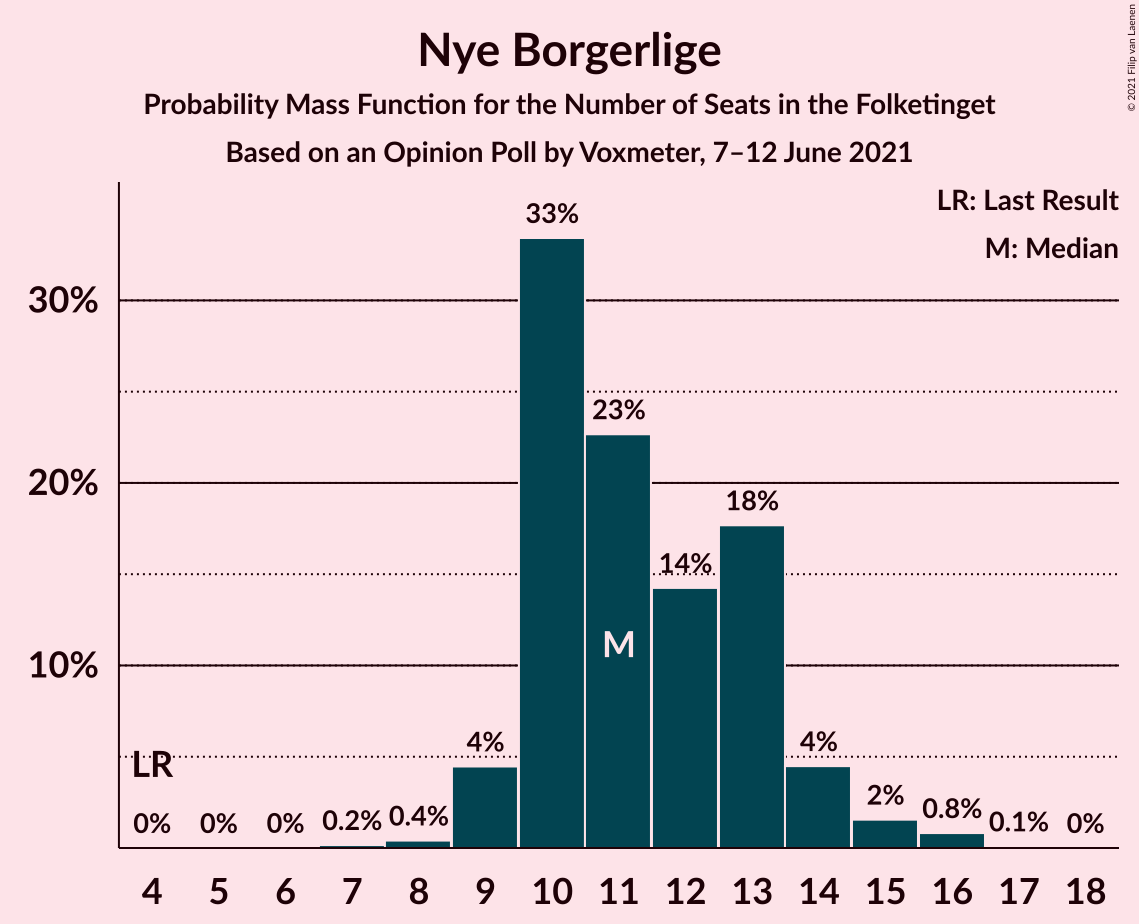 Nye Borgerlige
Probability Mass Function for the Number of Seats in the Folketinget
Based on an Opinion Poll by Voxmeter, 7–12 June 2021
© 2021 Filip van Laenen
LR: Last Result
M: Median
30%
20%
10%
LR
M
0%
0%
0%
0.2%
0.4%
4%
33%
23%
14%
18%
4%
2%
0.8%
0.1%
0%
4 5 6 7 8 9 10 11 12 13 14 15 16 17 18